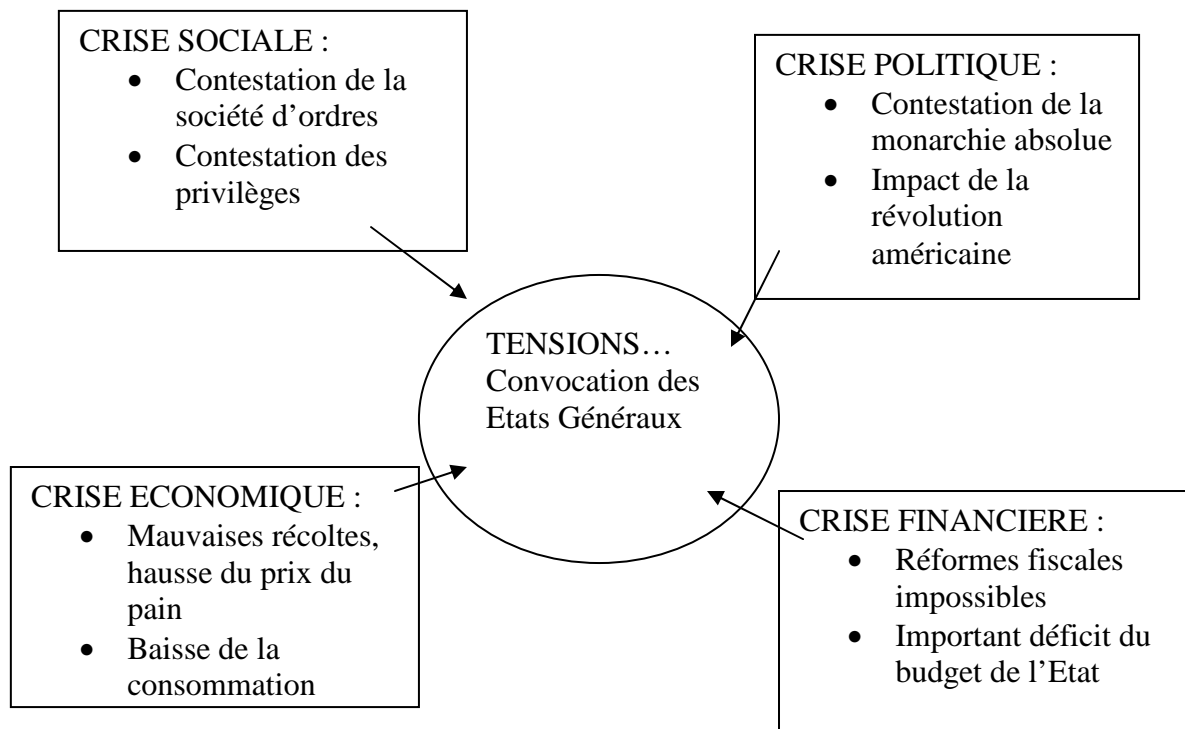 CRISE SOCIALE :
• Contestation de la
société d’ordres
• Contestation des
privilèges
CRISE POLITIQUE :
• Contestation de la
monarchie absolue
• Impact de la
révolution
américaine
TENSIONS…
Convocation des
Etats Généraux
CRISE ECONOMIQUE :
• Mauvaises récoltes,
hausse du prix du
pain
• Baisse de la
consommation
CRISE FINANCIERE :
• Réformes fiscales
impossibles
• Important déficit du
budget de l’Etat